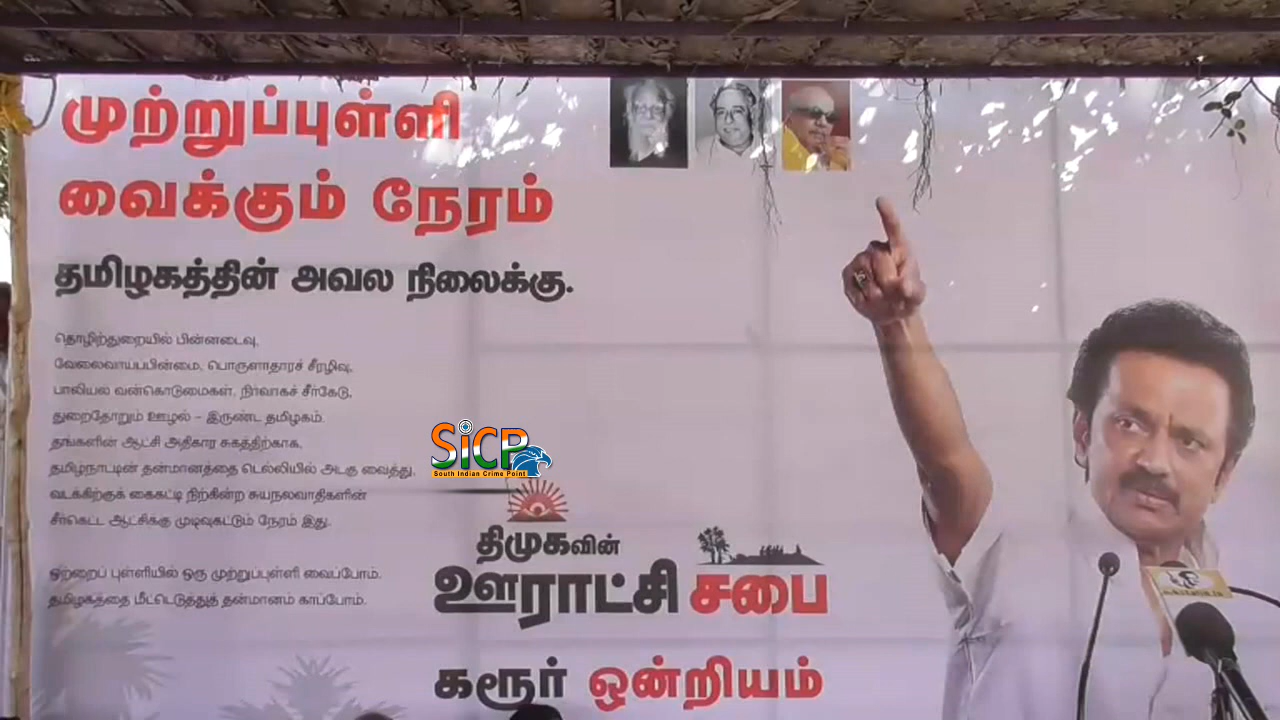 முற்றுப்புள்ளி
வைக்கும் நேரம்
தமிழகத்தின் அவல நிலைக்கு.
தொழிற்துறையில் பின்னடைவு,
வேலைவாய்ப்பின்மை, பொருளாதாரச் சீரழிவு,
பாலியல் வன்கொடுமைகள், நிர்வாகச் சீர்கேடு,
துறைதோறும் ஊழல் – இருண்ட தமிழகம்.
தங்களின் ஆட்சி அதிகார சுகத்திற்காக,
தமிழ்நாட்டின் தன்மானத்தை டெல்லியில் அடகு வைத்து,
வடக்கிற்குக் கைகட்டி நிற்கின்ற சுயநலவாதிகளின்
சீர்கெட்ட ஆட்சிக்கு முடிவுகட்டும் நேரம் இது.
ஒற்றைப் புள்ளியில் ஒரு முற்றுப்புள்ளி வைப்போம்.
தமிழகத்தை மீட்டெடுத்துத் தன்மானம் காப்போம்.
SiCP
South Indian Crime Point
திமுகவின்
ஊராட்சி சபை
கரூர் ஒன்றியம்